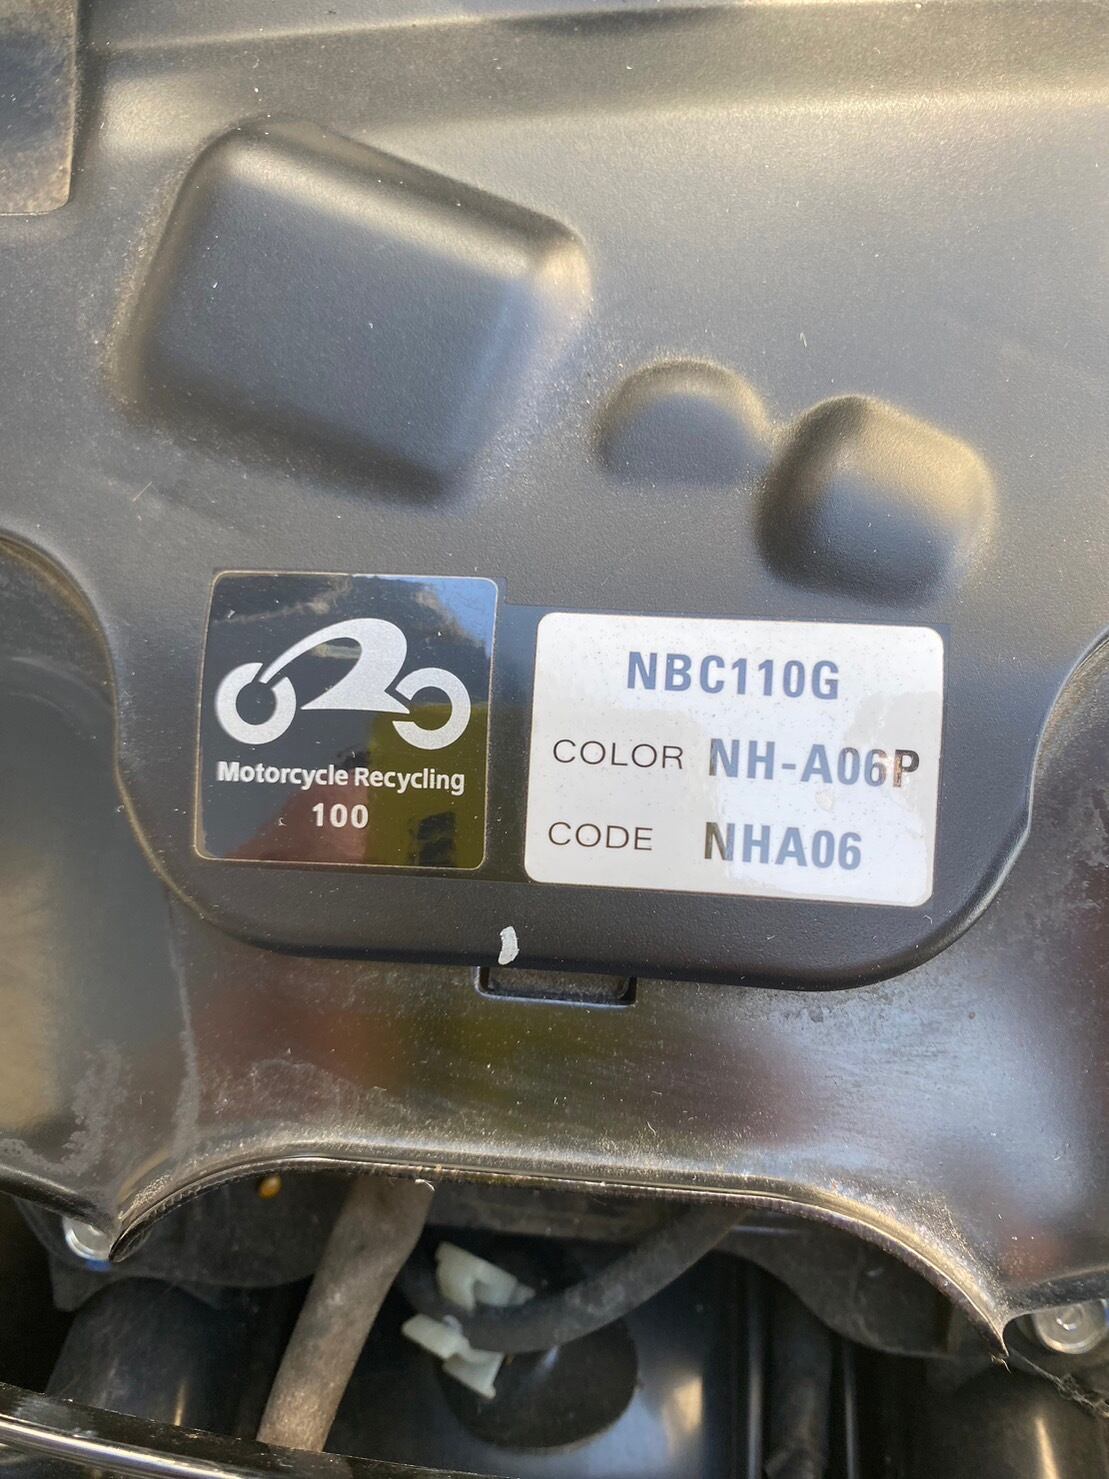 Motorcycle Recycling
100
NBC110G
COLOR NH-A06P
CODE NHA06